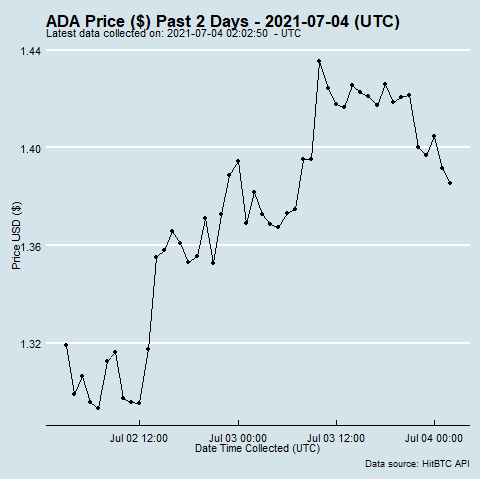 ADA Price ($) Past 2 Days - 2021-07-04 (UTC)
Latest data collected on: 2021-07-04 02:02:50 - UTC
1.44
1.40
1.36
1.32
Price USD ($)
Jul 02 12:00 Jul 03 00:00 Jul 03 12:00 Jul 04 00:00
Date Time Collected (UTC)
Data source: HitBTC API